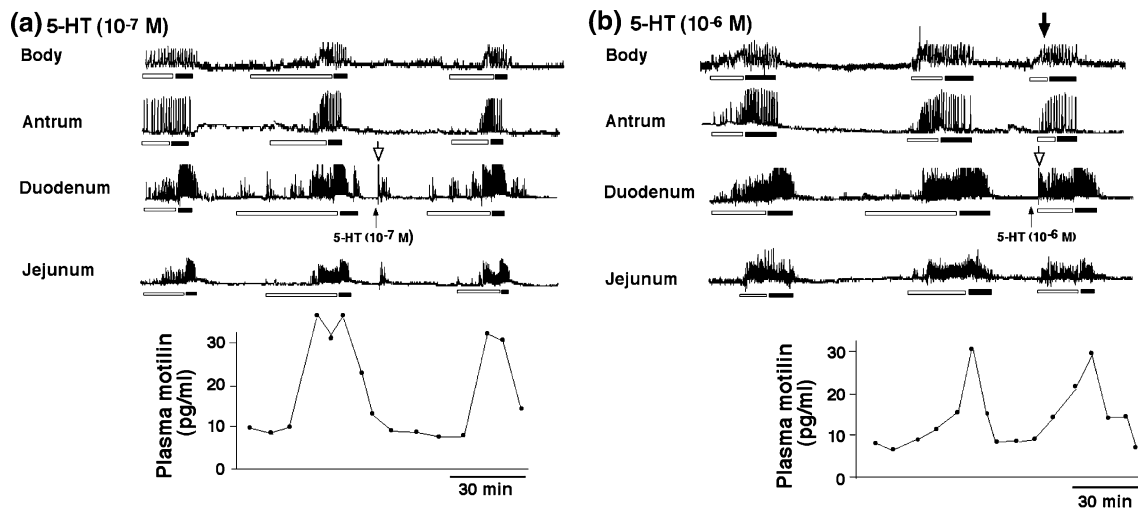 (a) 5-HT (10-7 M)
Body
Antrum
Duodenum
5-HT (10-7 M)
Jejunum
Plasma motilin
(pg/ml)
30
20
10
0
30 min
(b) 5-HT (10-6 M)
Body
Antrum
Duodenum
5-HT (10-6 M)
Jejunum
Plasma motilin
(pg/ml)
30
20
10
0
30 min